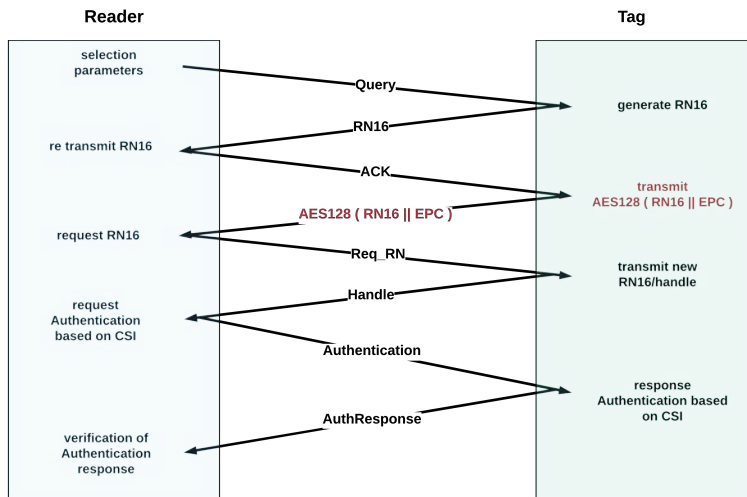 Reader
Tag
selection
parameters
Query
generate RN16
RN16
re transmit RN16
ACK
transmit
AES128 ( RN16 || EPC )
AES128 ( RN16 || EPC )
request RN16
Req_RN
transmit new
RN16/handle
Handle
request
Authentication
based on CSI
Authentication
response
Authentication based
on CSI
AuthResponse
verification of
Authentication
response